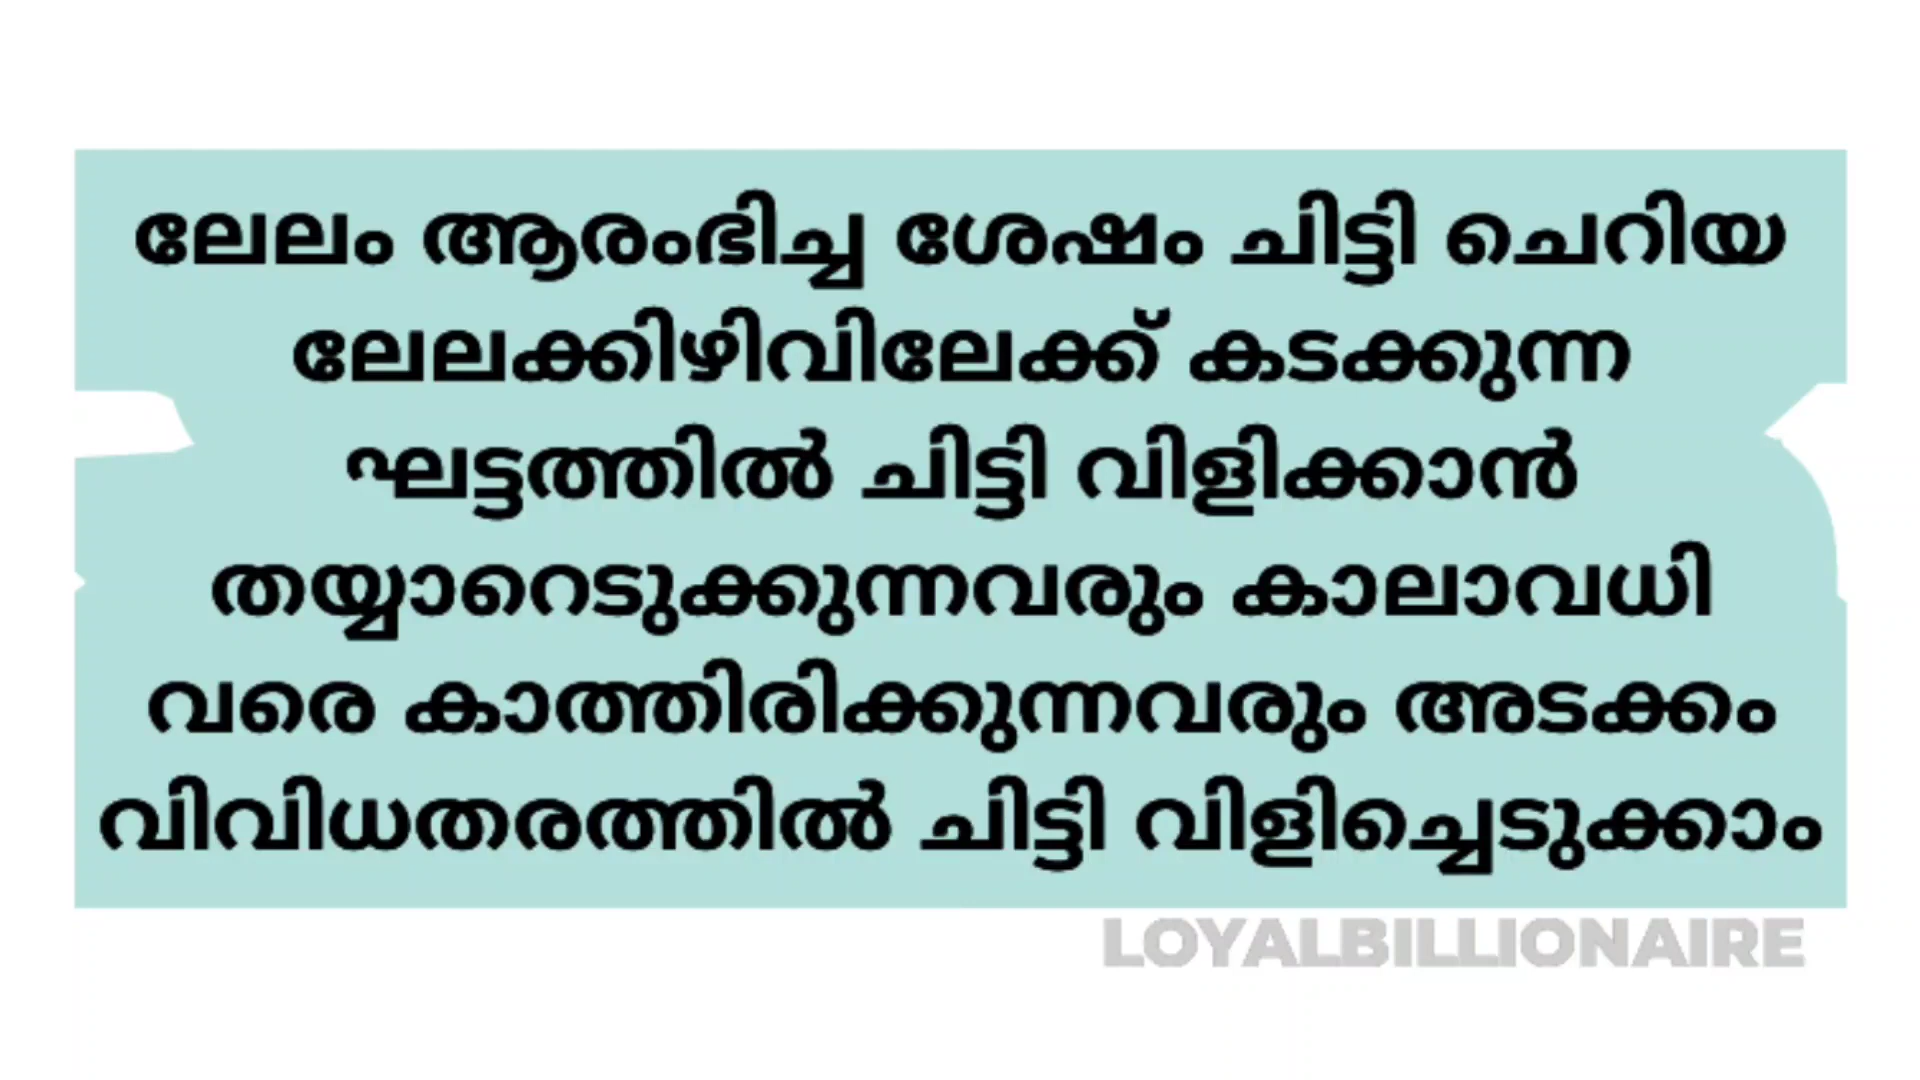 ലേലം ആരംഭിച്ച ശേഷം ചിട്ടി ചെറിയ
ലേലക്കിഴിവിലേക്ക് കടക്കുന്ന
ഘട്ടത്തിൽ ചിട്ടി വിളിക്കാൻ
തയ്യാറെടുക്കുന്നവരും കാലാവധി
വരെ കാത്തിരിക്കുന്നവരും അടക്കം
വിവിധതരത്തിൽ ചിട്ടി വിളിച്ചെടുക്കാം
LOYALBILLIONAIRE